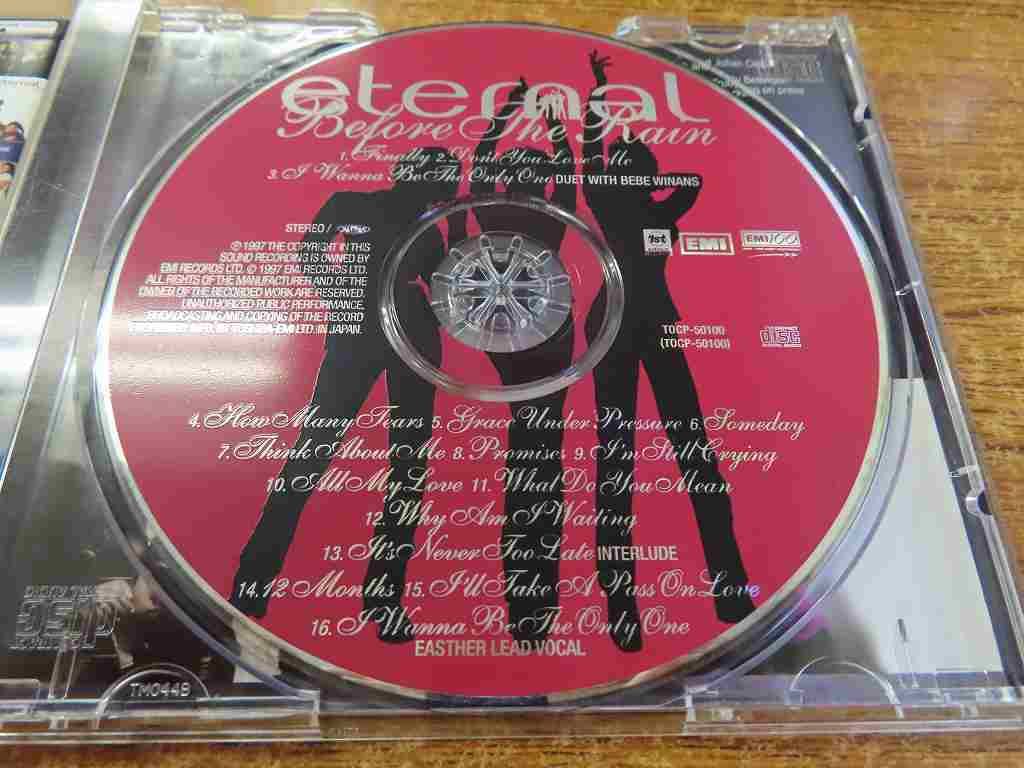 eternal
Before The Rain
1. Finally 2. Don't You Love Me
3. I Wanna Be The Only One DUET WITH BEBE WINANS
STEREO /
℗ 1997 THE COPYRIGHT IN THIS
SOUND RECORDING IS OWNED BY
EMI RECORDS LTD. © 1997 EMI RECORDS LTD.
ALL RIGHTS OF THE MANUFACTURER AND OF THE
OWNER OF THE RECORDED WORK ARE RESERVED.
UNAUTHORIZED PUBLIC PERFORMANCE,
BROADCASTING AND COPYING OF THE RECORD
MFD. BY TOSHIBA-EMI LTD. IN JAPAN.
1st EMI EMI100
TOCP-50100
(TOCP-50100)
disc
4. How Many Tears 5. Grace Under Pressure 6. Someday
7. Think About Me 8. Promises 9. I'm Still Crying
10. All My Love 11. What Do You Mean
12. Why Am I Waiting
13. It's Never Too Late INTERLUDE
14. 12 Months 15. I'll Take A Pass On Love
16. I Wanna Be The Only One
EASTHER LEAD VOCAL
TM0449